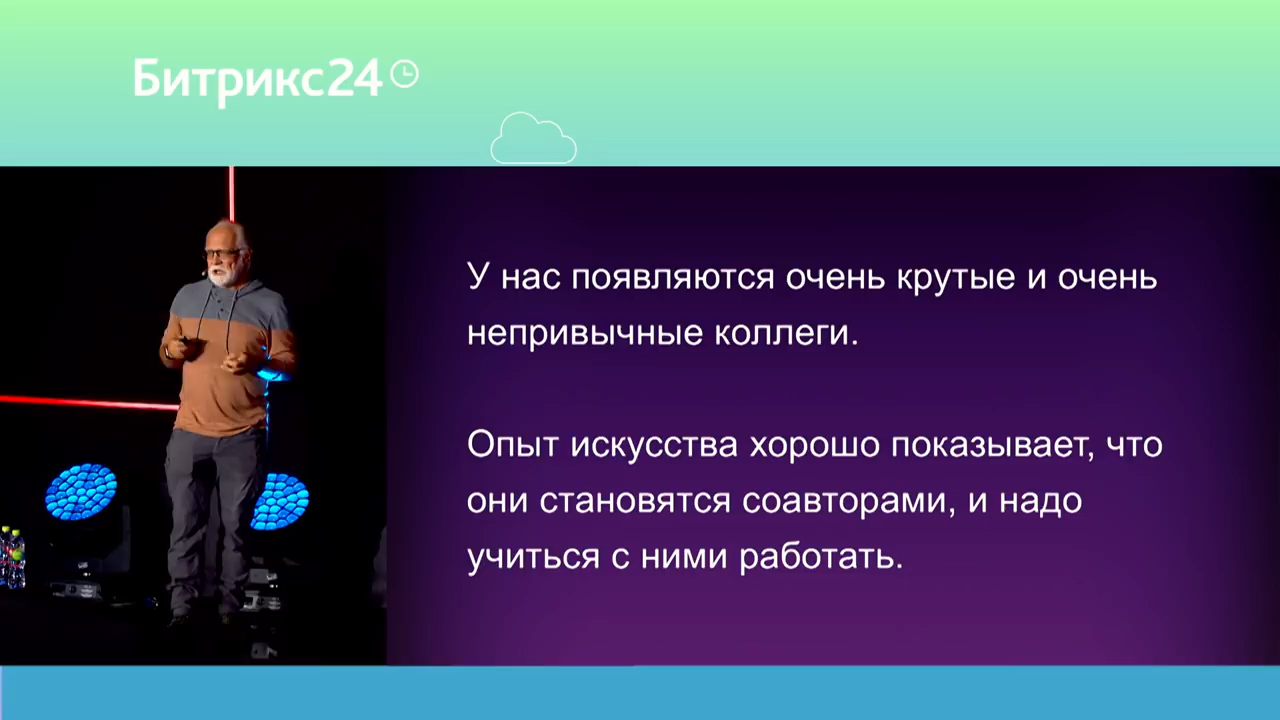 Битрикс24
У нас появляются очень крутые и очень
непривычные коллеги.
Опыт искусства хорошо показывает, что
они становятся соавторами, и надо
учиться с ними работать.